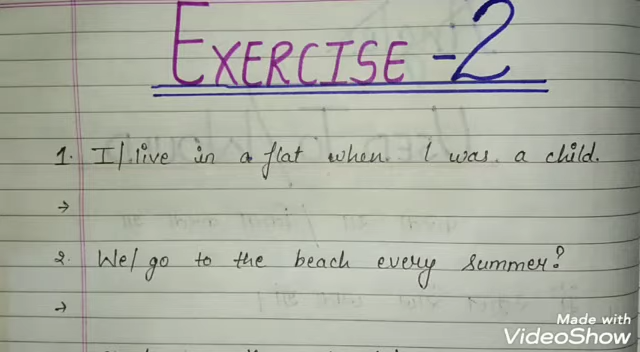 EXERCISE - 2
1. I/live in a flat when I was a child.
→
2. We/go to the beach every summer?
→
Made with
VideoShow